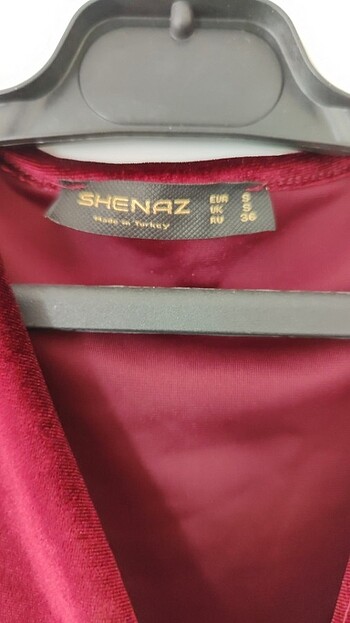 SHENAZ
Made in Turkey
EUR S
UK S
RU 36